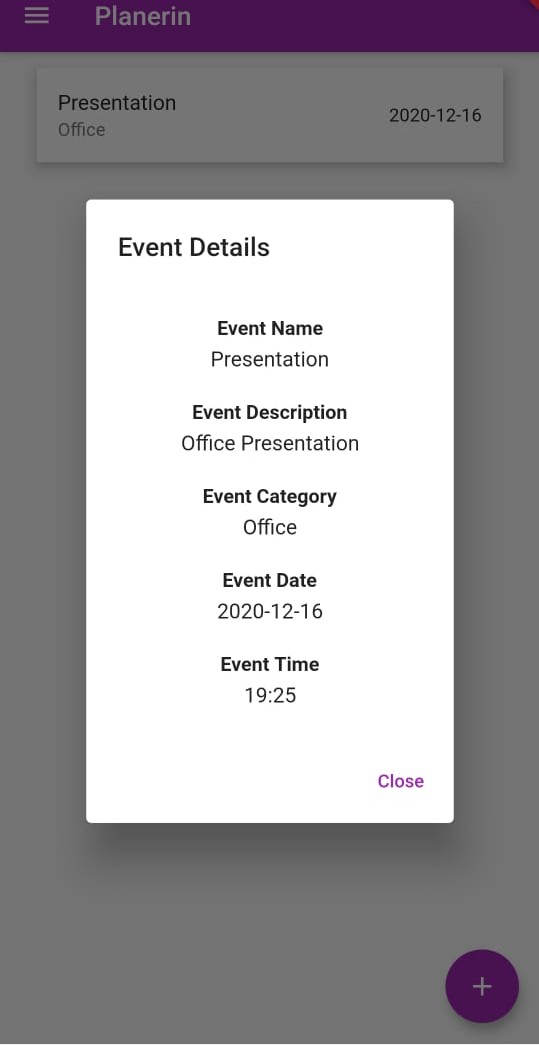 Planerin
Presentation
Office
2020-12-16
Event Details
Event Name
Presentation
Event Description
Office Presentation
Event Category
Office
Event Date
2020-12-16
Event Time
19:25
Close
+